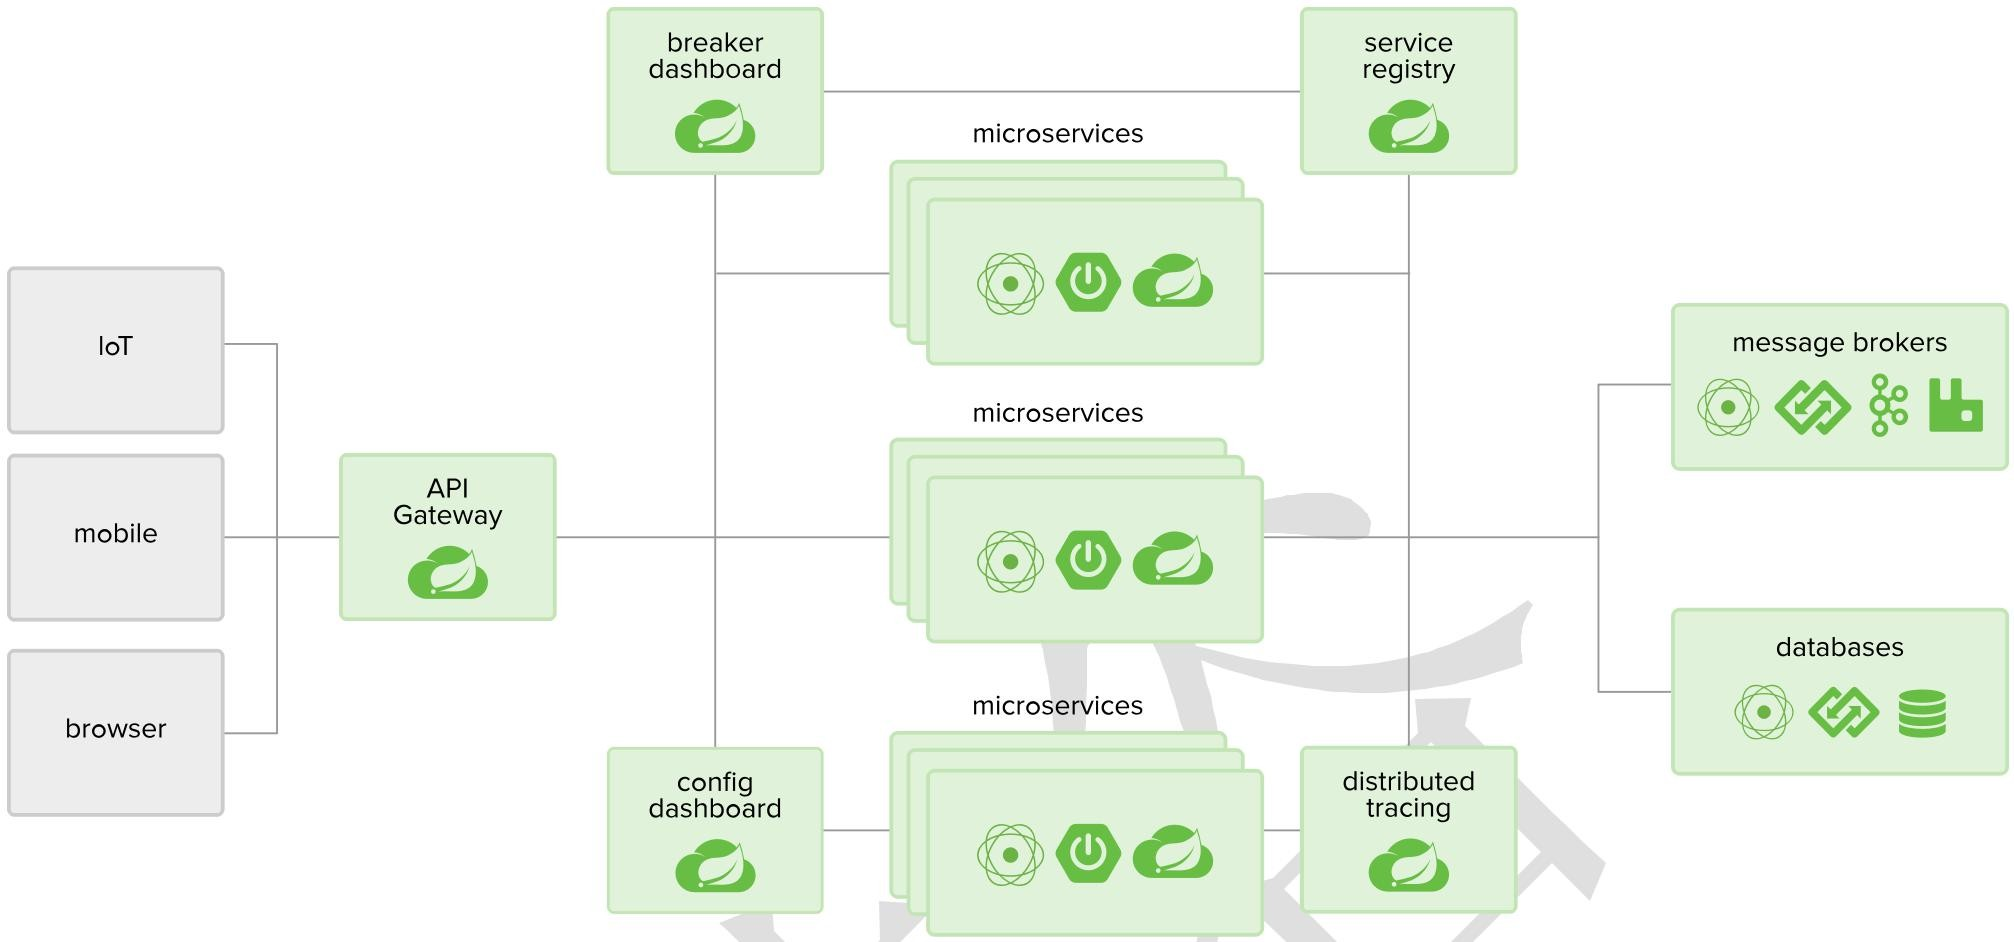 breaker
dashboard
service
registry
microservices
IoT
message brokers
microservices
API
Gateway
mobile
databases
microservices
browser
config
dashboard
distributed
tracing